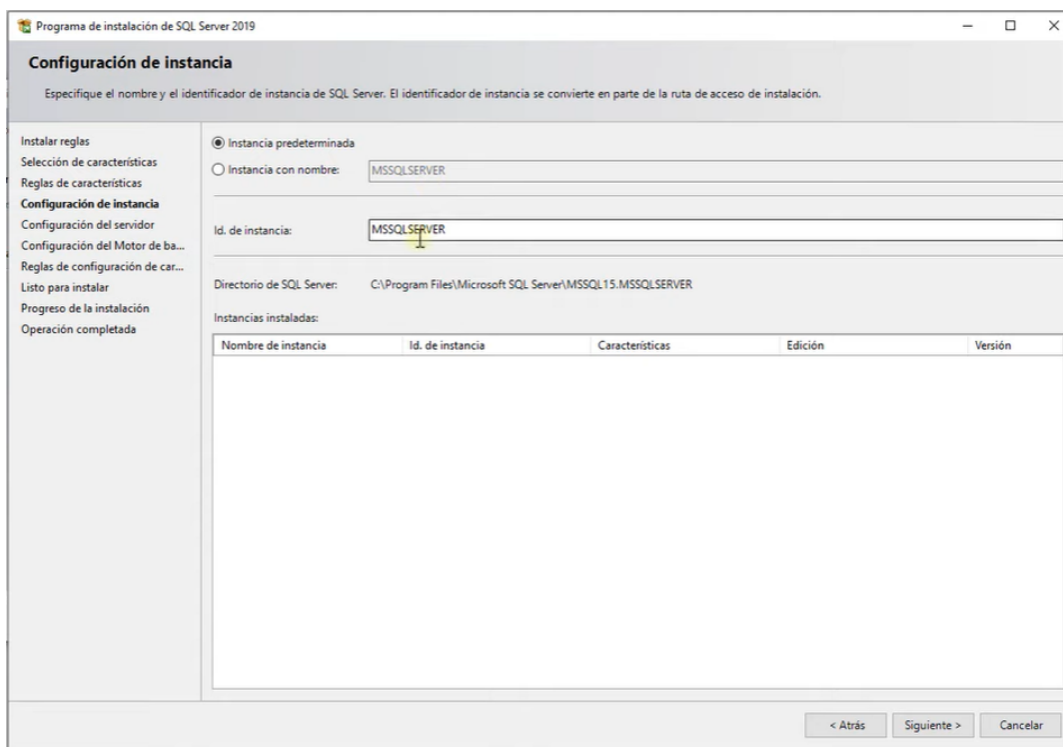 Programa de instalación de SQL Server 2019
Configuración de instancia
Especifique el nombre y el identificador de instancia de SQL Server. El identificador de instancia se convierte en parte de la ruta de acceso de instalación.
Instalar reglas
Selección de características
Reglas de características
Configuración de instancia
Configuración del servidor
Configuración del Motor de ba...
Reglas de configuración de car...
Listo para instalar
Progreso de la instalación
Operación completada
Instancia predeterminada
Instancia con nombre: MSSQLSERVER
Id. de instancia: MSSQLSERVER
Directorio de SQL Server: C:\Program Files\Microsoft SQL Server\MSSQL15.MSSQLSERVER
Instancias instaladas:
Nombre de instancia Id. de instancia Características Edición Versión
< Atrás Siguiente > Cancelar